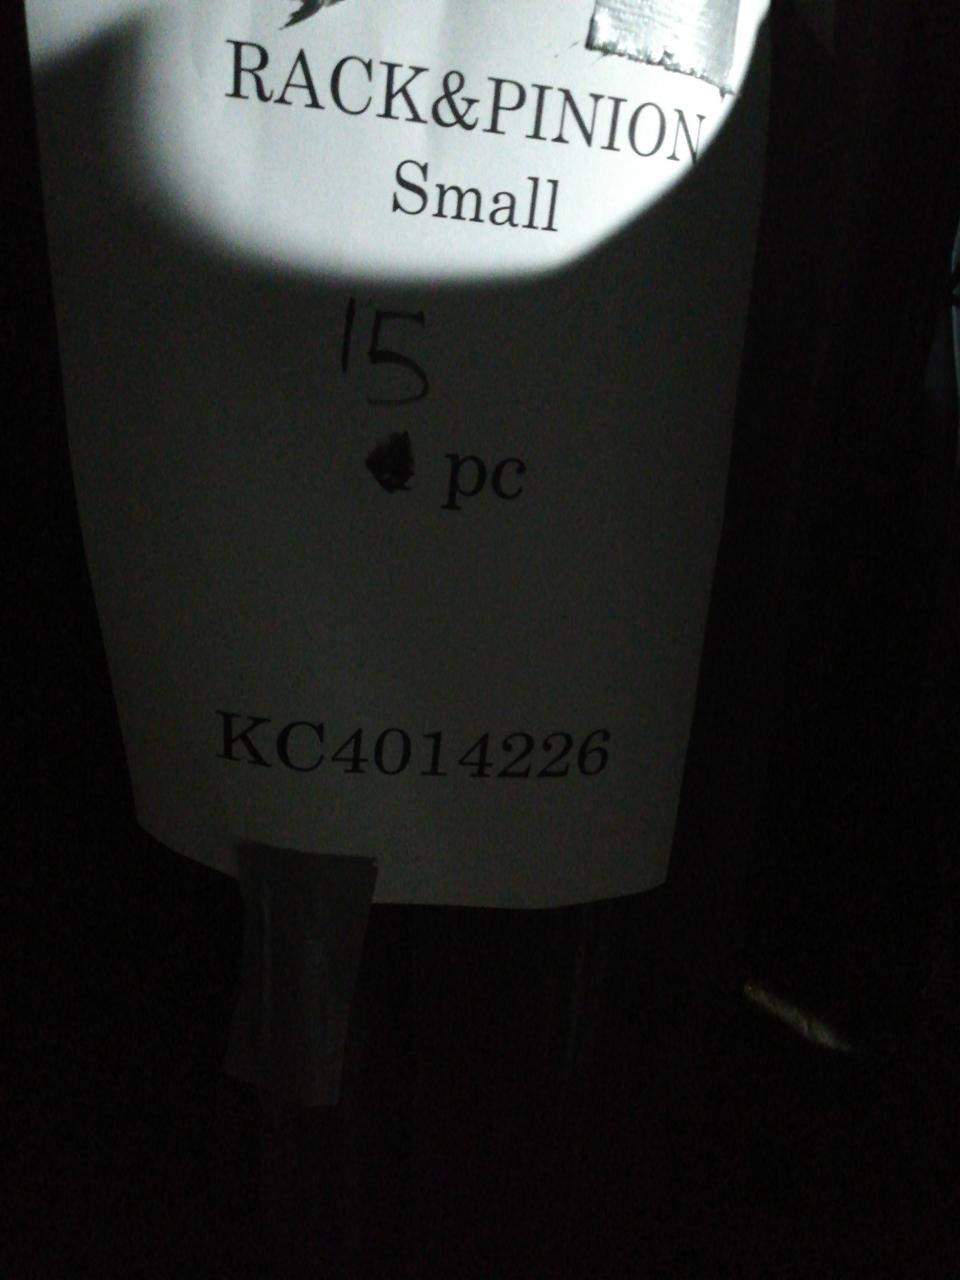 RACK&PINION
Small
15
pc
KC4014226